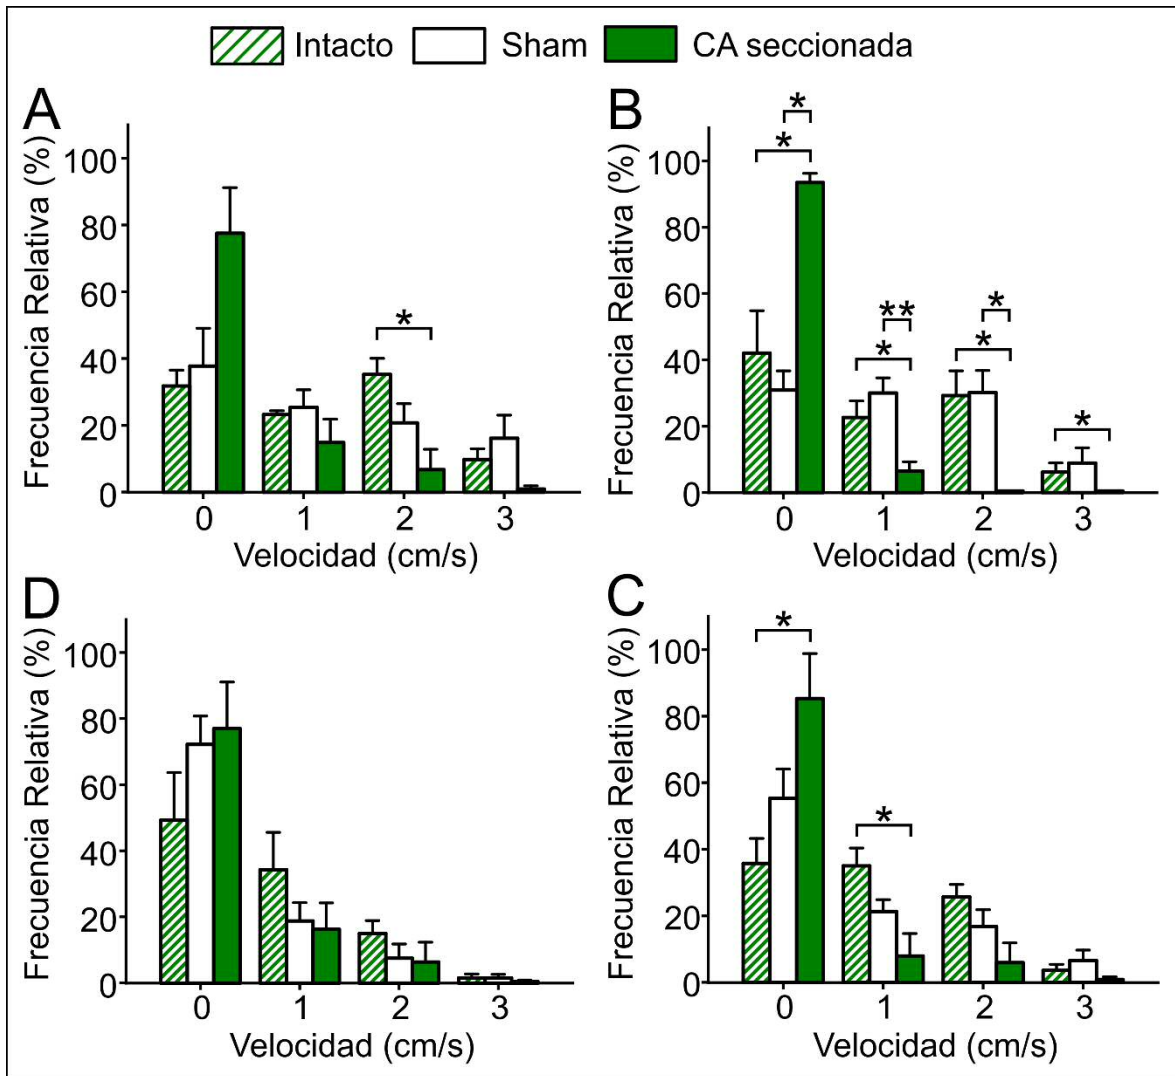 Intacto Sham CA seccionada
A
Frecuencia Relativa (%)
100
80
60
40
20
0
*
0 1 2 3
Velocidad (cm/s)
B
Frecuencia Relativa (%)
100
80
60
40
20
0
*
*
**
*
*
*
*
0 1 2 3
Velocidad (cm/s)
D
Frecuencia Relativa (%)
100
80
60
40
20
0
0 1 2 3
Velocidad (cm/s)
C
Frecuencia Relativa (%)
100
80
60
40
20
0
*
*
0 1 2 3
Velocidad (cm/s)